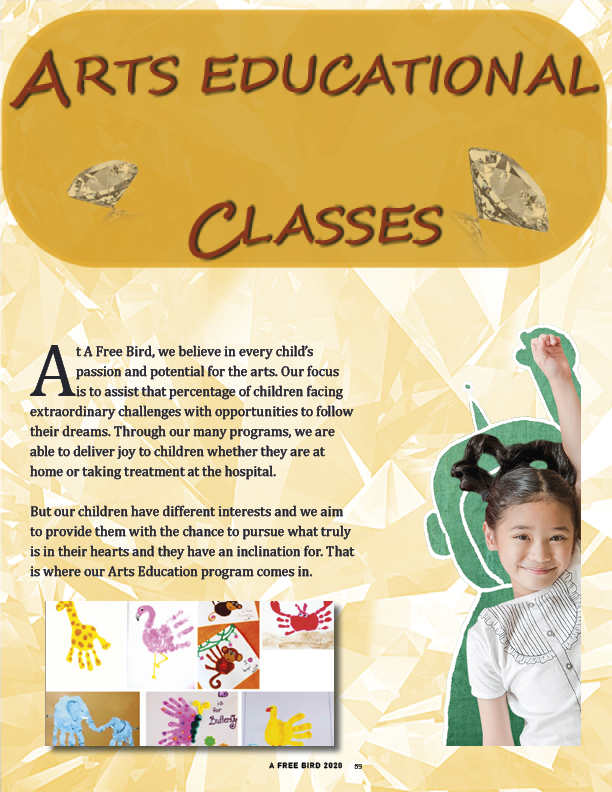 ARTS EDUCATIONAL
CLASSES
At A Free Bird, we believe in every child's
passion and potential for the arts. Our focus
is to assist that percentage of children facing
extraordinary challenges with opportunities to follow
their dreams. Through our many programs, we are
able to deliver joy to children whether they are at
home or taking treatment at the hospital.
But our children have different interests and we aim
to provide them with the chance to pursue what truly
is in their hearts and they have an inclination for. That
is where our Arts Education program comes in.
is for
Butterfly
A FREE BIRD 2020 59